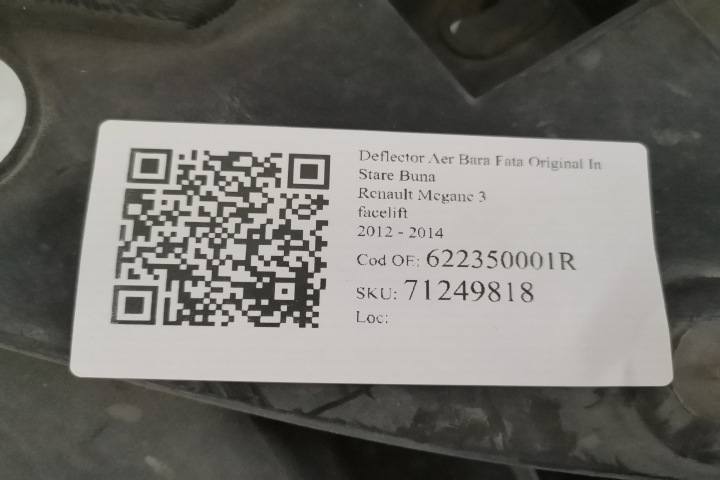 Deflector Aer Bara Fata Original In
Stare Buna
Renault Megane 3
facelift
2012 - 2014
Cod OE: 622350001R
SKU: 71249818
Loc: